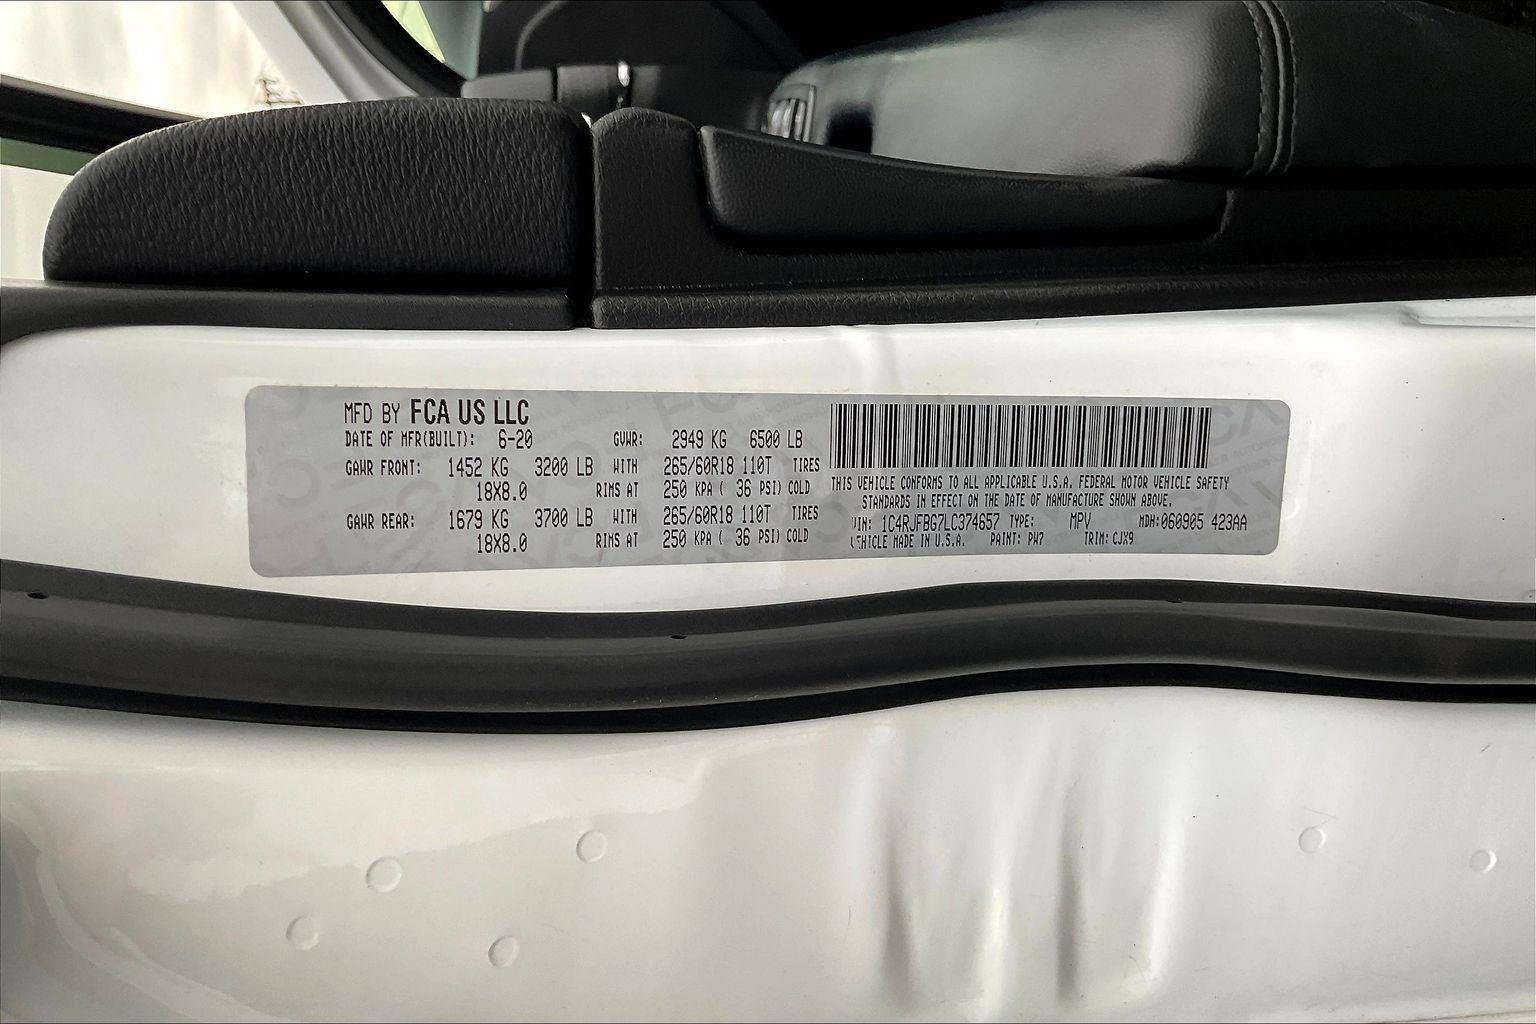 MFD BY FCA US LLC
DATE OF MFR(BUILT): 6-20 GVWR: 2949 KG 6500 LB
GAWR FRONT: 1452 KG 3200 LB WITH 265/60R18 110T TIRES
18X8.0 RIMS AT 250 KPA ( 36 PSI) COLD
GAWR REAR: 1679 KG 3700 LB WITH 265/60R18 110T TIRES
18X8.0 RIMS AT 250 KPA ( 36 PSI) COLD
THIS VEHICLE CONFORMS TO ALL APPLICABLE U.S.A. FEDERAL MOTOR VEHICLE SAFETY
STANDARDS IN EFFECT ON THE DATE OF MANUFACTURE SHOWN ABOVE.
VIN: 1C4RJFBG7LC374657 TYPE: MPV MDH:060905 423AA
VEHICLE MADE IN U.S.A. PAINT: PW7 TRIM: CJX9